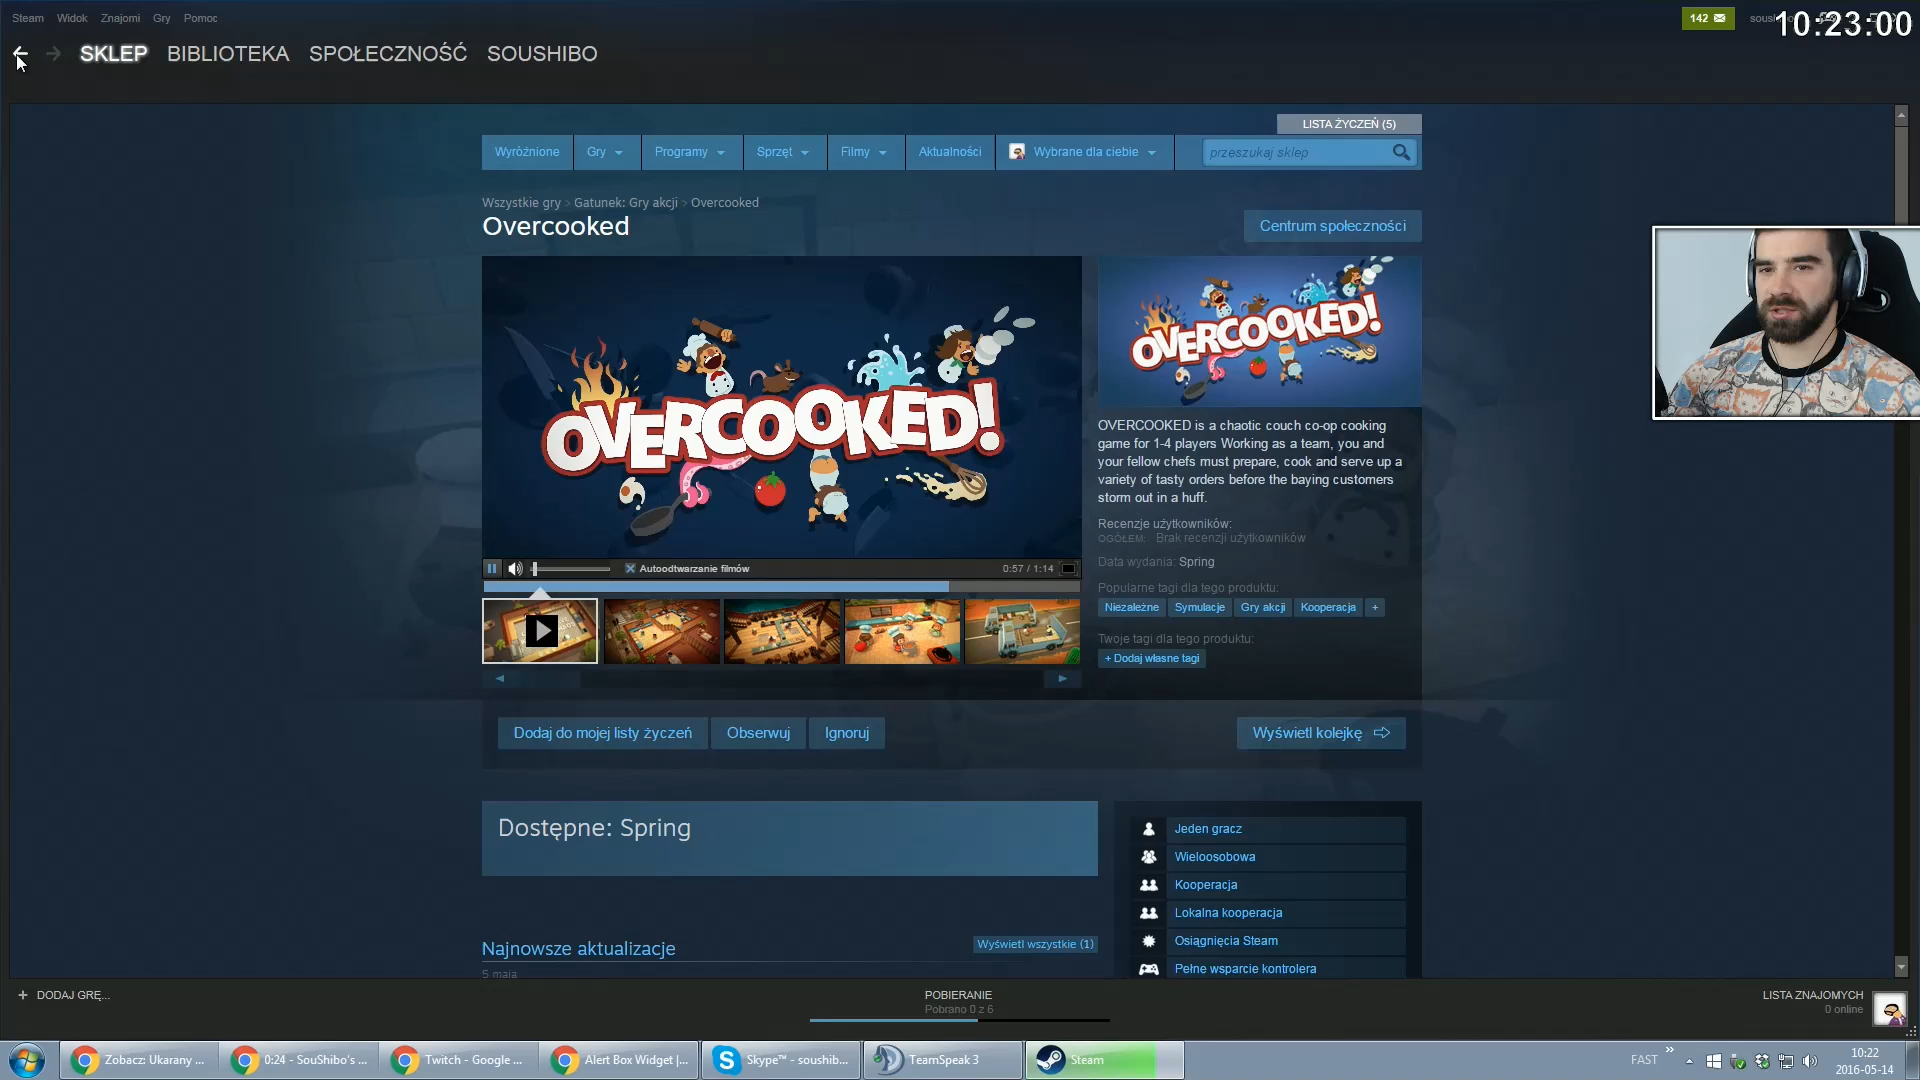 Steam Widok Znajomi Gry Pomoc
142
10:23:00
SKLEP BIBLIOTEKA SPOŁECZNOŚĆ SOUSHIBO
LISTA ŻYCZEŃ (5)
Wyróżnione Gry Programy Sprzęt Filmy Aktualności Wybrane dla ciebie przeszukaj sklep
Wszystkie gry > Gatunek: Gry akcji > Overcooked
Overcooked
Centrum społeczności
OVERCOOKED!
OVERCOOKED!
OVERCOOKED is a chaotic couch co-op cooking
game for 1-4 players Working as a team, you and
your fellow chefs must prepare, cook and serve up a
variety of tasty orders before the baying customers
storm out in a huff.
Recenzje użytkowników:
OGÓŁEM: Brak recenzji użytkowników
Data wydania: Spring
Popularne tagi dla tego produktu:
Niezależne Symulacje Gry akcji Kooperacja +
Twoje tagi dla tego produktu:
+ Dodaj własne tagi
Autoodtwarzanie filmów 0:57 / 1:14
Dodaj do mojej listy życzeń Obserwuj Ignoruj Wyświetl kolejkę
Dostępne: Spring
Jeden gracz
Wieloosobowa
Kooperacja
Lokalna kooperacja
Osiągnięcia Steam
Pełne wsparcie kontrolera
Najnowsze aktualizacje Wyświetl wszystkie (1)
5 maja
+ DODAJ GRĘ...
POBIERANIE
Pobrano 0 z 6
LISTA ZNAJOMYCH
0 online
Zobacz: Ukarany ... 0:24 - SouShibo's ... Twitch - Google ... Alert Box Widget |... Skype™ - soushib... TeamSpeak 3 Steam
FAST
10:22
2016-05-14